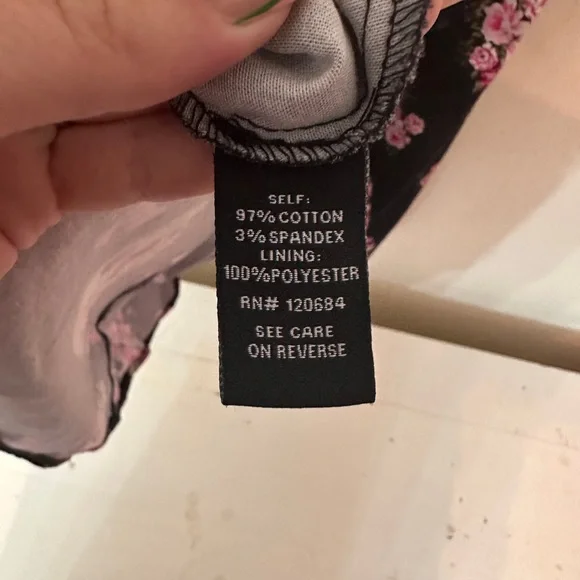 SELF:
97% COTTON
3% SPANDEX
LINING:
100%POLYESTER
RN# 120684
SEE CARE
ON REVERSE